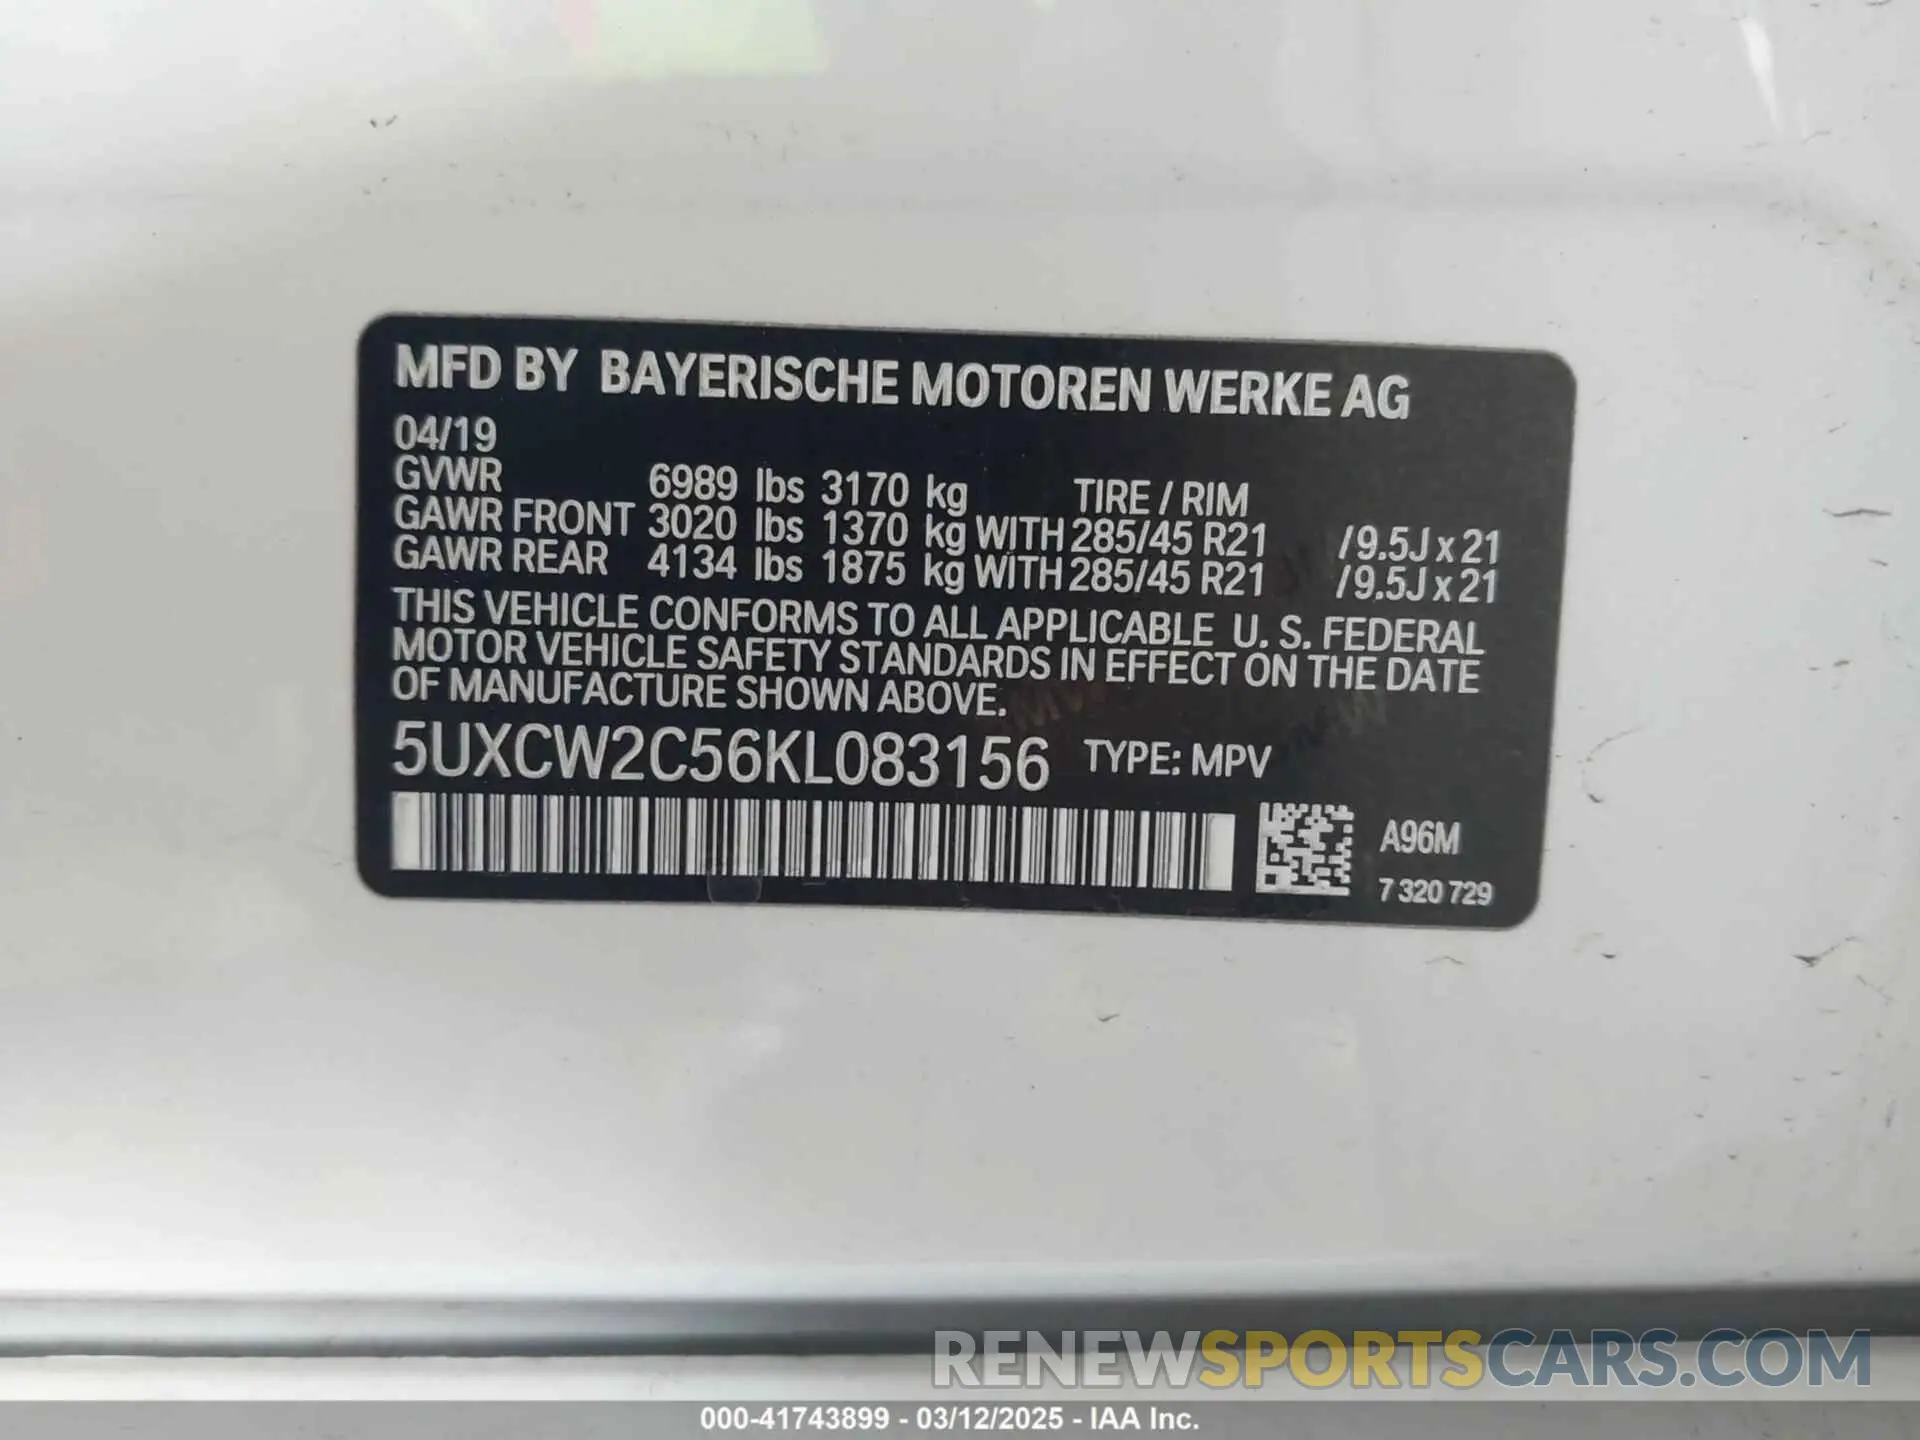 MFD BY BAYERISCHE MOTOREN WERKE AG
04/19
GVWR 6989 lbs 3170 kg TIRE / RIM
GAWR FRONT 3020 lbs 1370 kg WITH 285/45 R21 /9.5J x 21
GAWR REAR 4134 lbs 1875 kg WITH 285/45 R21 /9.5J x 21
THIS VEHICLE CONFORMS TO ALL APPLICABLE U. S. FEDERAL
MOTOR VEHICLE SAFETY STANDARDS IN EFFECT ON THE DATE
OF MANUFACTURE SHOWN ABOVE.
5UXCW2C56KL083156 TYPE: MPV
A96M
7 320 729
RENEWSPORTSCARS.COM
000-41743899 - 03/12/2025 - IAA Inc.